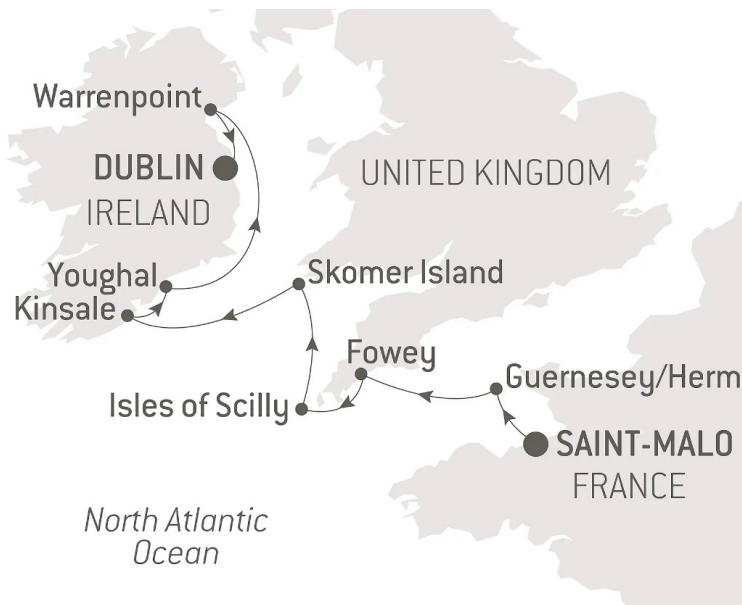 Warrenpoint
DUBLIN
IRELAND
UNITED KINGDOM
Youghal
Kinsale
Skomer Island
Fowey
Isles of Scilly
Guernesey/Herm
SAINT-MALO
FRANCE
North Atlantic
Ocean